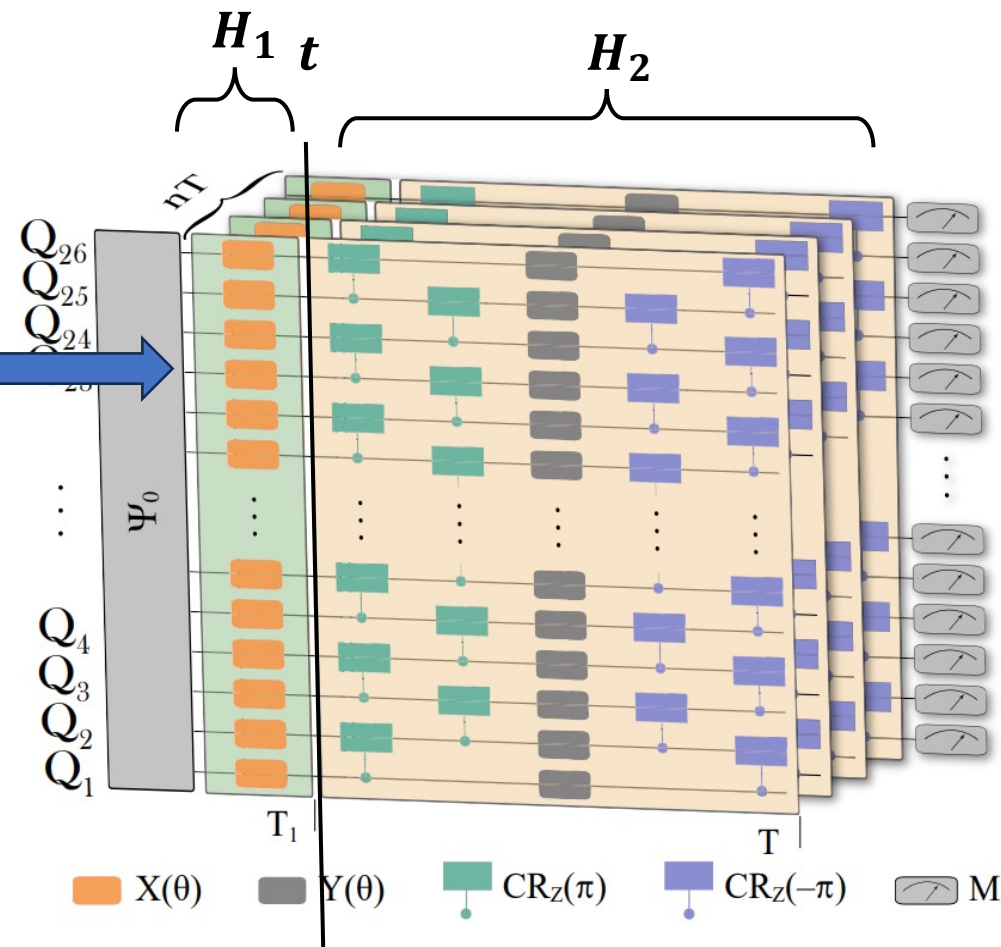 H₁ t H₂
nT
Q₂₆
Q₂₅
Q₂₄
Ψ₀
Q₄
Q₃
Q₂
Q₁
T₁ T
X(θ) Y(θ) CR_Z(π) CR_Z(−π) M